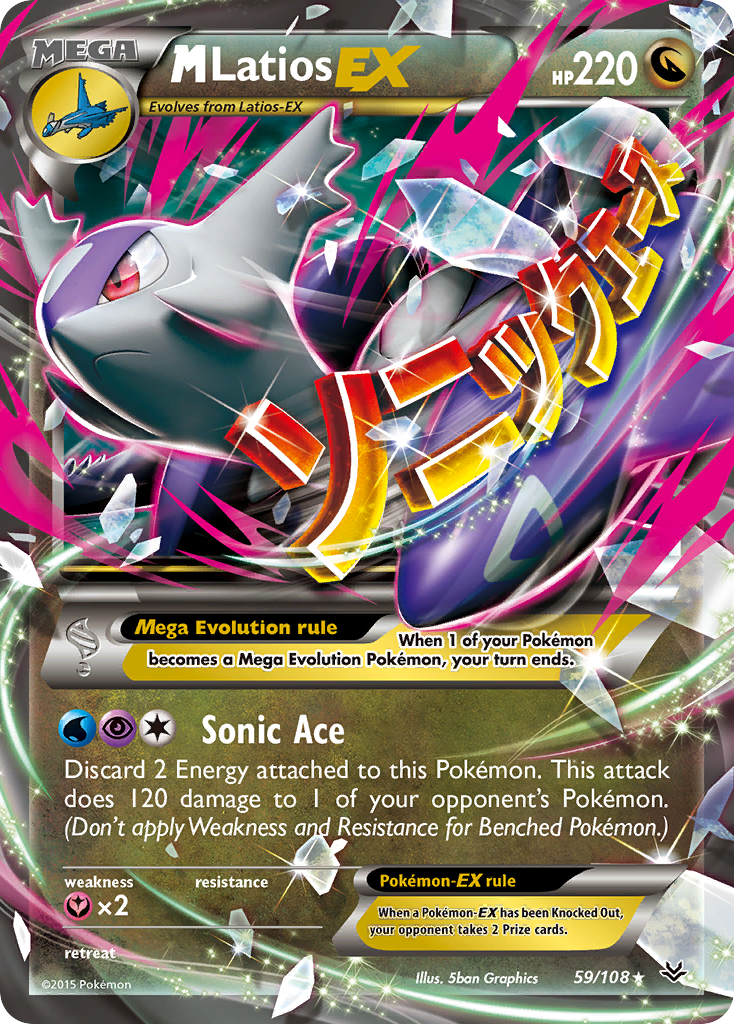 MEGA
M Latios EX
HP220
Evolves from Latios-EX
ソニックエース
Mega Evolution rule
When 1 of your Pokémon
becomes a Mega Evolution Pokémon, your turn ends.
Sonic Ace
Discard 2 Energy attached to this Pokémon. This attack
does 120 damage to 1 of your opponent's Pokémon.
(Don't apply Weakness and Resistance for Benched Pokémon.)
weakness
resistance
×2
retreat
Pokémon-EX rule
When a Pokémon-EX has been Knocked Out,
your opponent takes 2 Prize cards.
©2015 Pokémon
Illus. 5ban Graphics
59/108★